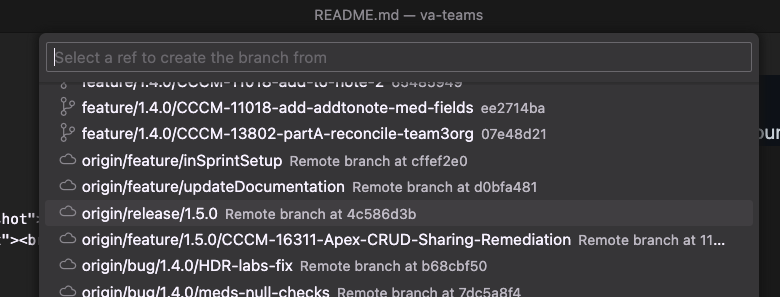 README.md — va-teams
Select a ref to create the branch from
feature/1.4.0/CCCM-11018-add-to-note-2 63485949
feature/1.4.0/CCCM-11018-add-addtonote-med-fields ee2714ba
feature/1.4.0/CCCM-13802-partA-reconcile-team3org 07e48d21
origin/feature/inSprintSetup Remote branch at cffef2e0
origin/feature/updateDocumentation Remote branch at d0bfa481
origin/release/1.5.0 Remote branch at 4c586d3b
shot">
origin/feature/1.5.0/CCCM-16311-Apex-CRUD-Sharing-Remediation Remote branch at 11...
"><b
origin/bug/1.4.0/HDR-labs-fix Remote branch at b68cbf50
origin/bug/1.4.0/meds-null-checks Remote branch at 7dc5a8f4